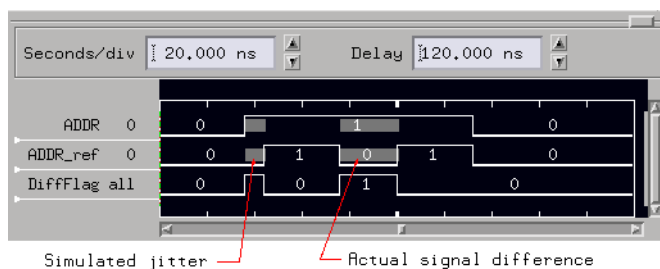 Seconds/div 20.000 ns Delay 120.000 ns
ADDR 0 0 1 0
ADDR_ref 0 0 1 0 1 0
DiffFlag all 0 0 1 0
Simulated jitter Actual signal difference